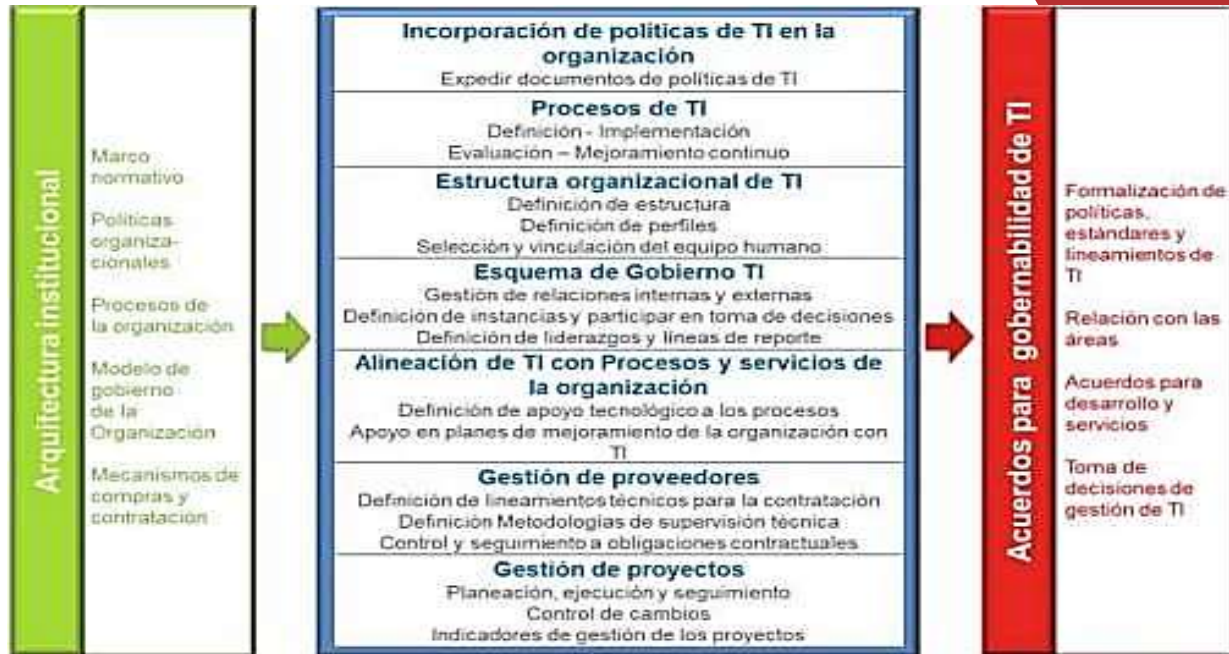 Arquitectura institucional
Marco
normativo
Políticas
organiza-
cionales
Procesos de
la organización
Modelo de
gobierno
de la
Organización
Mecanismos de
compras y
contratación
Incorporación de políticas de TI en la
organización
Expedir documentos de políticas de TI
Procesos de TI
Definición - Implementación
Evaluación – Mejoramiento continuo
Estructura organizacional de TI
Definición de estructura
Definición de perfiles
Selección y vinculación del equipo humano
Esquema de Gobierno TI
Gestión de relaciones internas y externas
Definición de instancias y participar en toma de decisiones
Definición de liderazgos y líneas de reporte
Alineación de TI con Procesos y servicios de
la organización
Definición de apoyo tecnológico a los procesos
Apoyo en planes de mejoramiento de la organización con
TI
Gestión de proveedores
Definición de lineamientos técnicos para la contratación
Definición Metodologías de supervisión técnica
Control y seguimiento a obligaciones contractuales
Gestión de proyectos
Planeación, ejecución y seguimiento
Control de cambios
Indicadores de gestión de los proyectos
Acuerdos para gobernabilidad de TI
Formalización de
políticas,
estándares y
lineamientos de
TI
Relación con las
áreas
Acuerdos para
desarrollo y
servicios
Toma de
decisiones de
gestión de TI